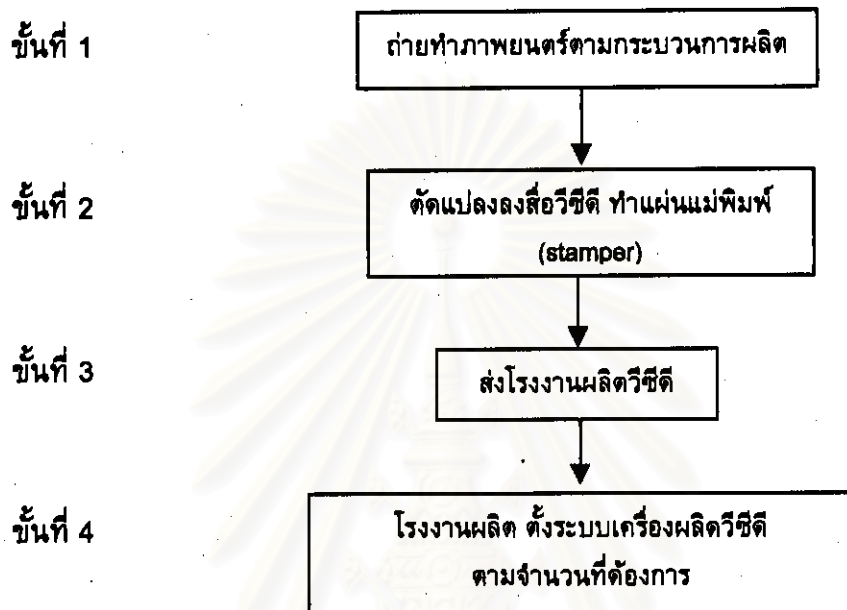 ขั้นที่ 1
ถ่ายทำภาพยนตร์ตามกระบวนการผลิต
ขั้นที่ 2
ตัดแปลงลงสื่อวีซีดี ทำแผ่นแม่พิมพ์
(stamper)
ขั้นที่ 3
ส่งโรงงานผลิตวีซีดี
ขั้นที่ 4
โรงงานผลิต ตั้งระบบเครื่องผลิตวีซีดี
ตามจำนวนที่ต้องการ